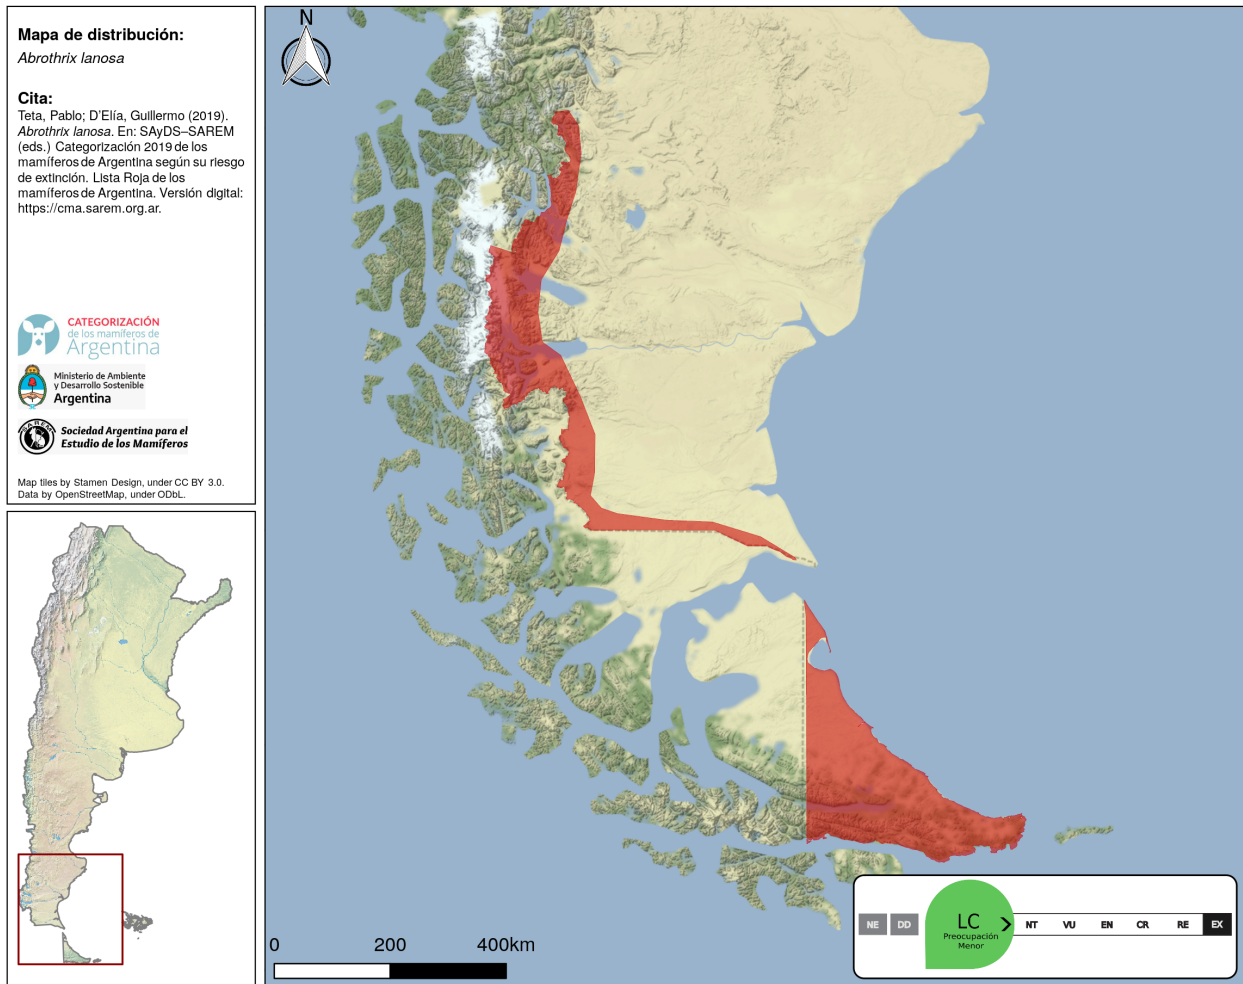 Mapa de distribución:
Abrothrix lanosa
Cita:
Teta, Pablo; D'Elía, Guillermo (2019).
Abrothrix lanosa. En: SAyDS–SAREM
(eds.) Categorización 2019 de los
mamíferos de Argentina según su riesgo
de extinción. Lista Roja de los
mamíferos de Argentina. Versión digital:
https://cma.sarem.org.ar.
CATEGORIZACIÓN
de los mamíferos de
Argentina
Ministerio de Ambiente
y Desarrollo Sostenible
Argentina
SAREM
Sociedad Argentina para el
Estudio de los Mamíferos
Map tiles by Stamen Design, under CC BY 3.0.
Data by OpenStreetMap, under ODbL.
N
0 200 400km
NE DD LC NT VU EN CR RE EX
Preocupación
Menor